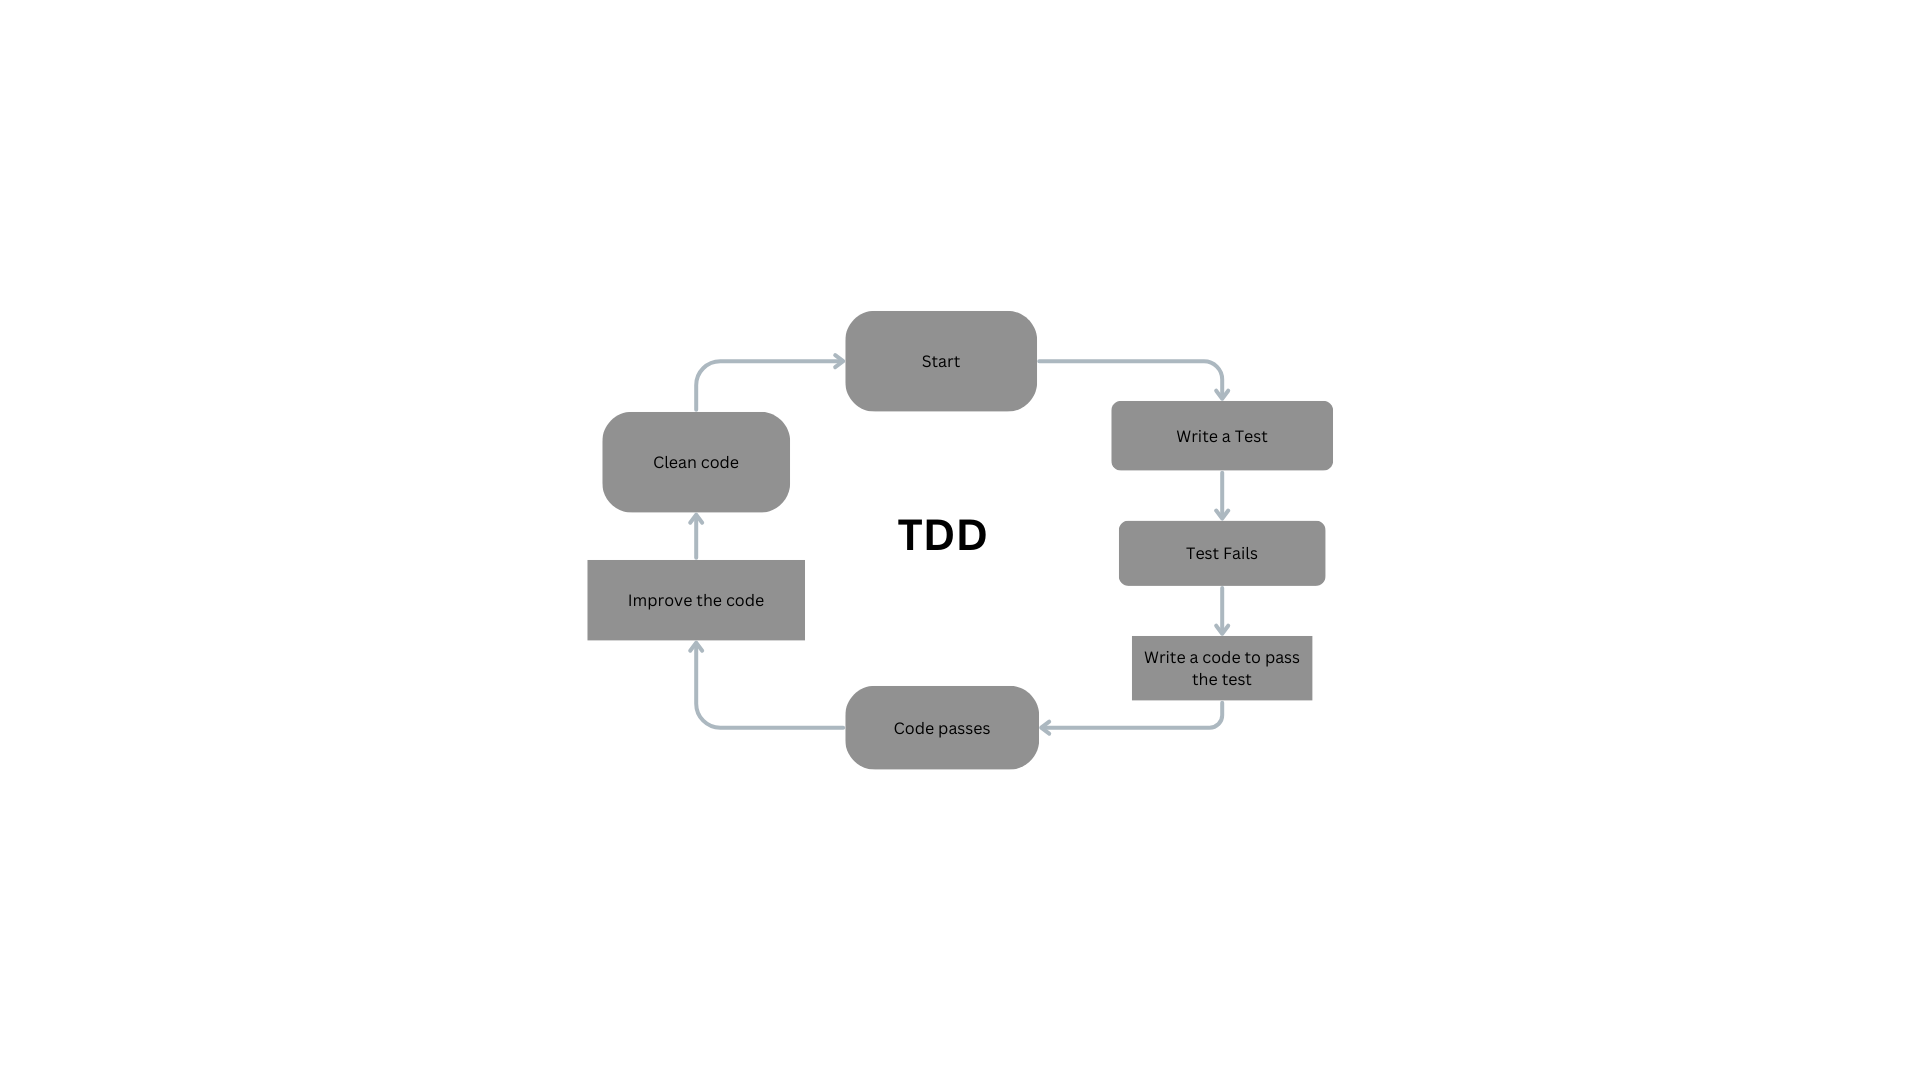 Start
Write a Test
Clean code
TDD
Test Fails
Improve the code
Write a code to pass
the test
Code passes